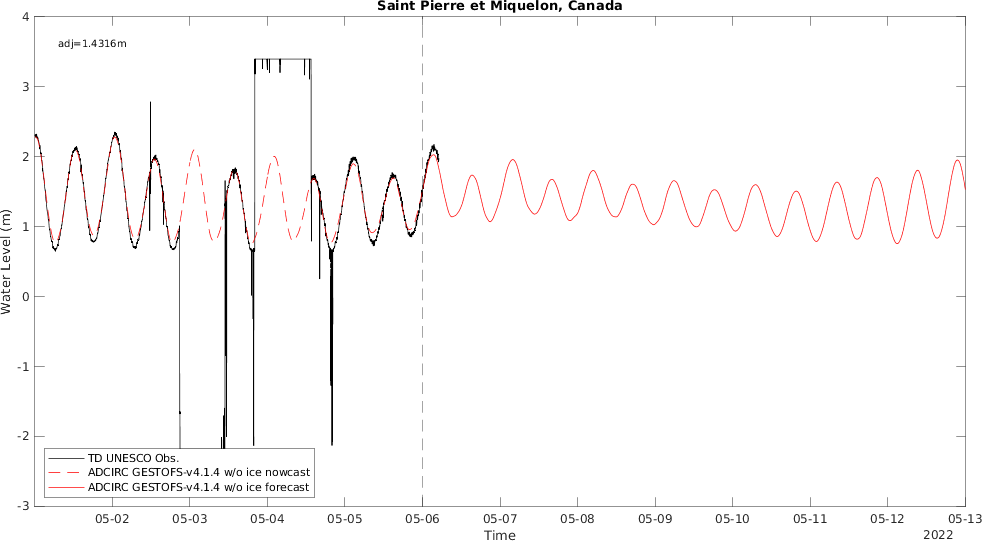 Saint Pierre et Miquelon, Canada
adj=1.4316m
4
3
2
1
0
-1
-2
-3
Water Level (m)
TD UNESCO Obs.
ADCIRC GESTOFS-v4.1.4 w/o ice nowcast
ADCIRC GESTOFS-v4.1.4 w/o ice forecast
05-02 05-03 05-04 05-05 05-06 05-07 05-08 05-09 05-10 05-11 05-12 05-13
Time
2022